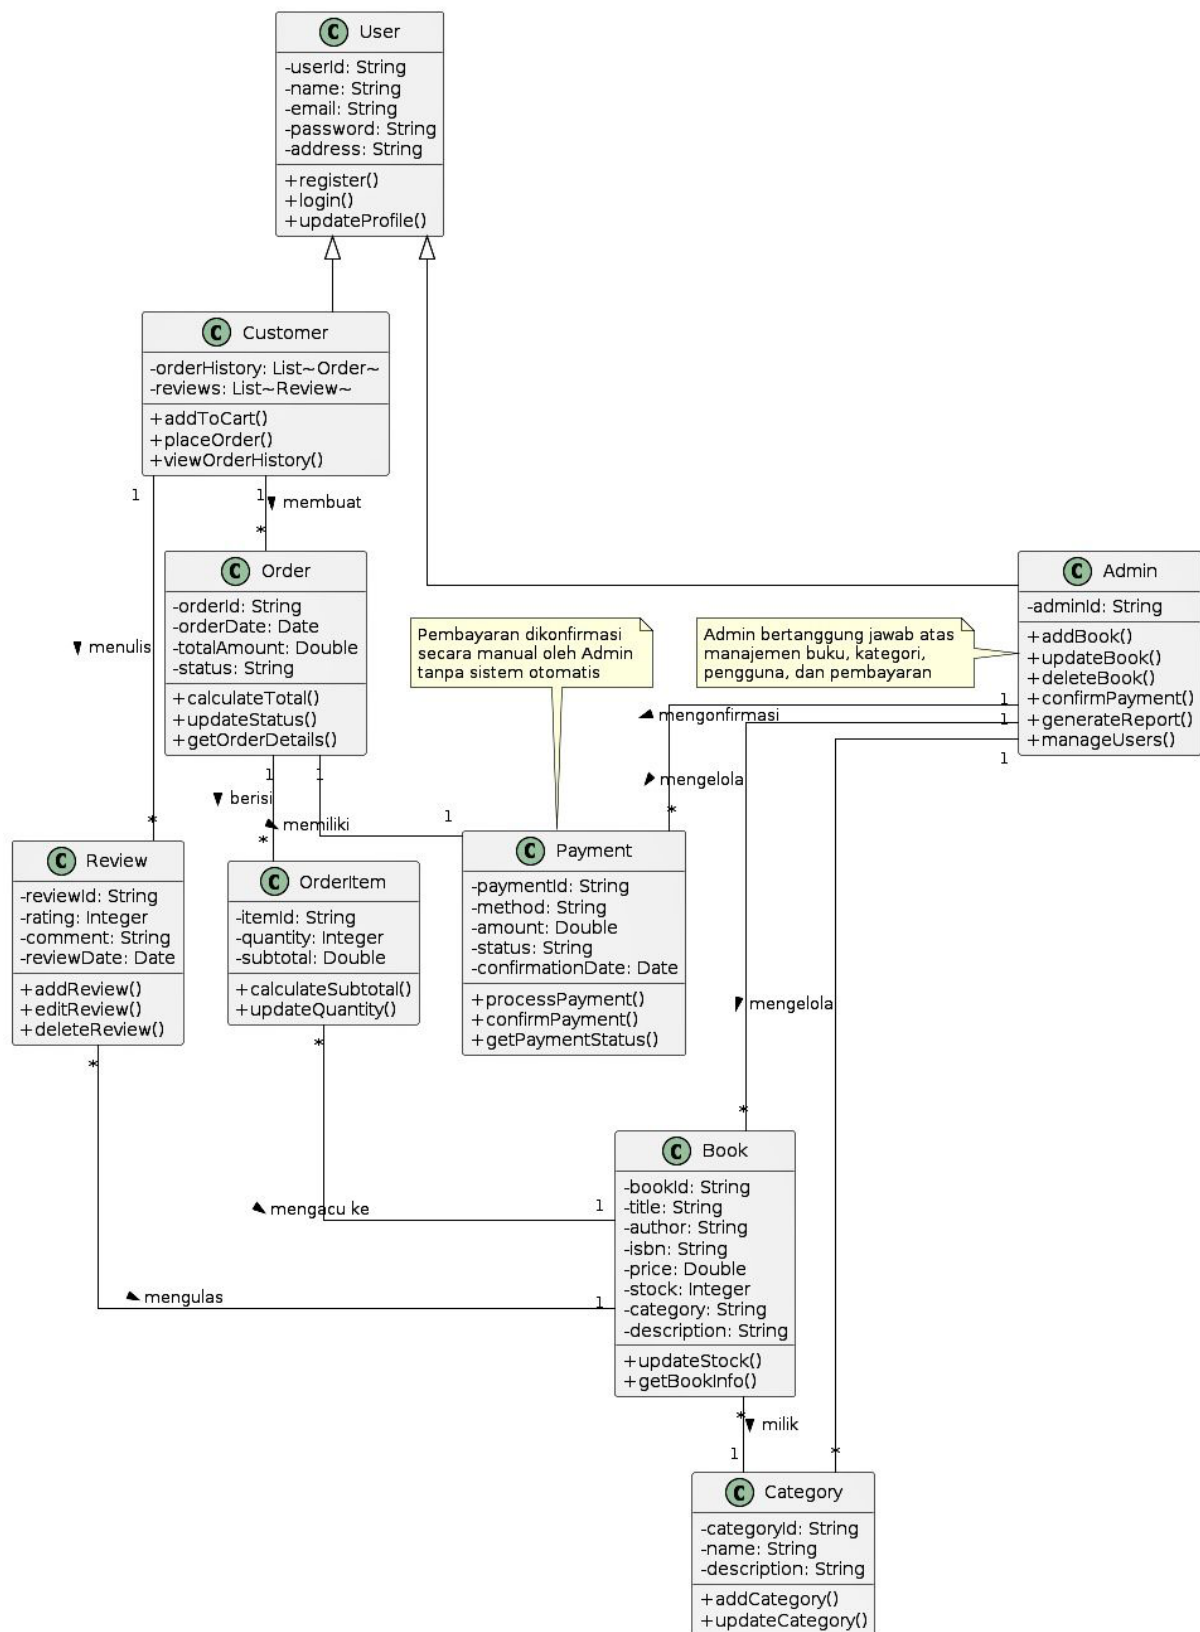 C User
-userId: String
-name: String
-email: String
-password: String
-address: String
+register()
+login()
+updateProfile()
C Customer
-orderHistory: List~Order~
-reviews: List~Review~
+addToCart()
+placeOrder()
+viewOrderHistory()
1
1
membuat
*
C Order
-orderId: String
-orderDate: Date
-totalAmount: Double
-status: String
+calculateTotal()
+updateStatus()
+getOrderDetails()
menulis
*
Pembayaran dikonfirmasi
secara manual oleh Admin
tanpa sistem otomatis
Admin bertanggung jawab atas
manajemen buku, kategori,
pengguna, dan pembayaran
C Admin
-adminId: String
+addBook()
+updateBook()
+deleteBook()
+confirmPayment()
+generateReport()
+manageUsers()
1
1
1
mengonfirmasi
mengelola
*
1
1
berisi
*
memiliki
1
C Review
-reviewId: String
-rating: Integer
-comment: String
-reviewDate: Date
+addReview()
+editReview()
+deleteReview()
*
C OrderItem
-itemId: String
-quantity: Integer
-subtotal: Double
+calculateSubtotal()
+updateQuantity()
*
C Payment
-paymentId: String
-method: String
-amount: Double
-status: String
-confirmationDate: Date
+processPayment()
+confirmPayment()
+getPaymentStatus()
mengelola
*
mengacu ke
1
mengulas
1
C Book
-bookId: String
-title: String
-author: String
-isbn: String
-price: Double
-stock: Integer
-category: String
-description: String
+updateStock()
+getBookInfo()
*
milik
1
*
C Category
-categoryId: String
-name: String
-description: String
+addCategory()
+updateCategory()